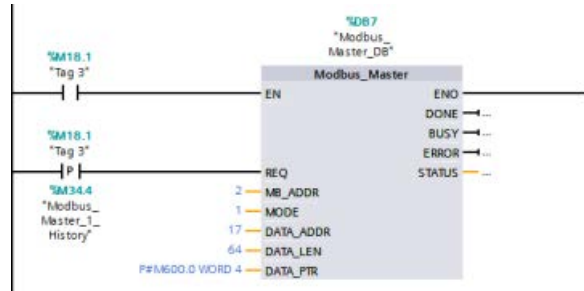 %DB7
"Modbus_
Master_DB"
%M18.1
"Tag 3"
Modbus_Master
EN
ENO
DONE
...
BUSY
...
ERROR
...
%M18.1
"Tag 3"
P
REQ
STATUS
...
%M34.4
"Modbus_
Master_1_
History"
2
MB_ADDR
1
MODE
17
DATA_ADDR
64
DATA_LEN
P#M600.0 WORD 4
DATA_PTR